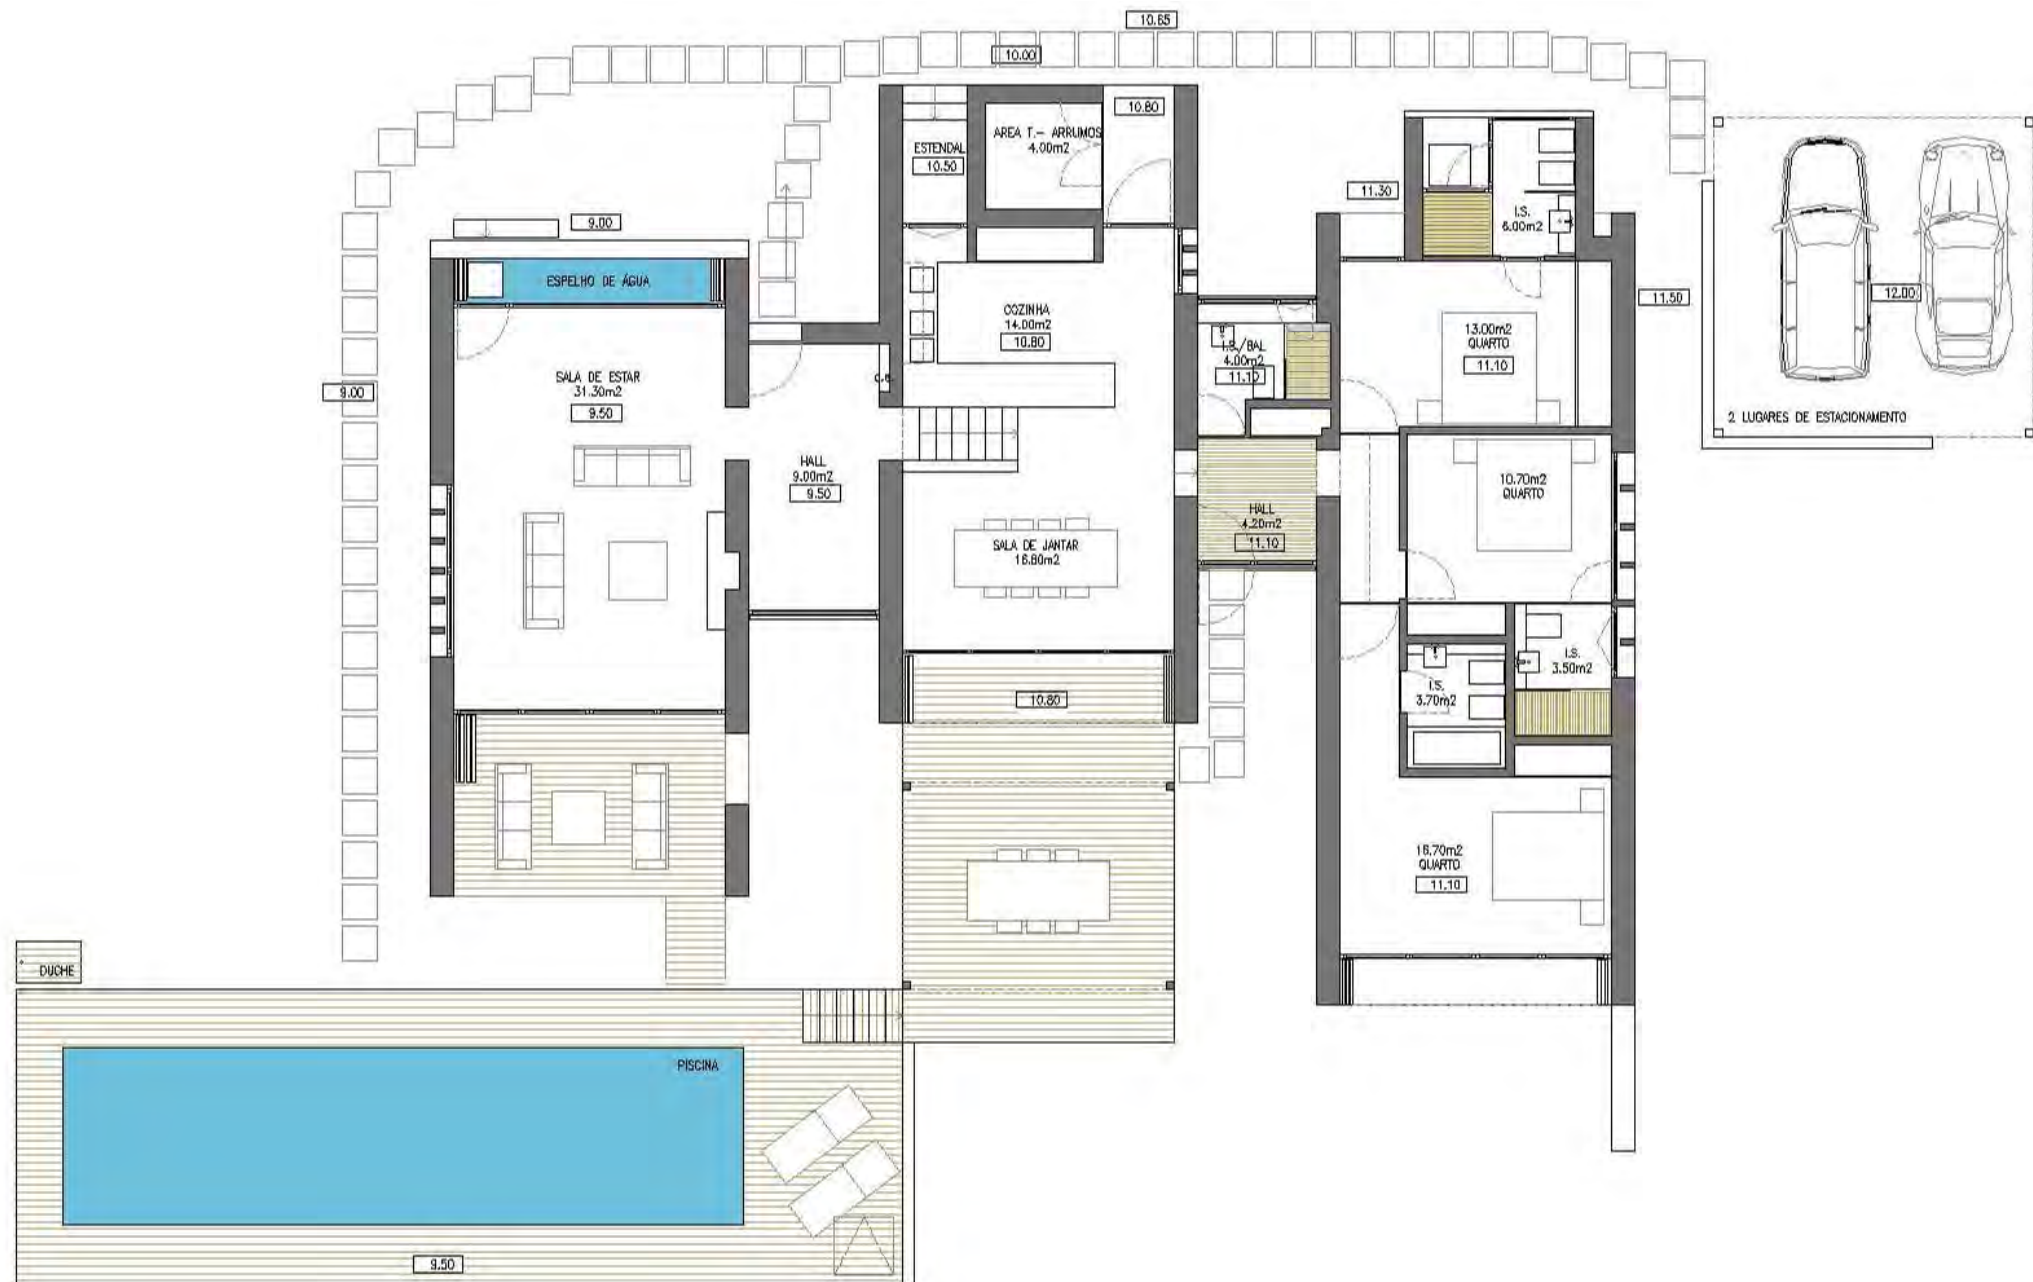 10.65
10.00
10.80
AREA T.- ARRUMOS
4.00m2
ESTENDAL
10.50
11.30
I.S.
6.00m2
9.00
ESPELHO DE ÁGUA
11.50
12.00
COZINHA
14.00m2
10.80
13.00m2
QUARTO
11.10
I.S./BAL
4.00m2
11.10
SALA DE ESTAR
31.30m2
9.50
9.00
2 LUGARES DE ESTACIONAMENTO
HALL
9.00m2
9.50
10.70m2
QUARTO
HALL
4.20m2
11.10
SALA DE JANTAR
16.80m2
I.S.
3.50m2
I.S.
3.70m2
10.80
16.70m2
QUARTO
11.10
DUCHE
PISCINA
9.50